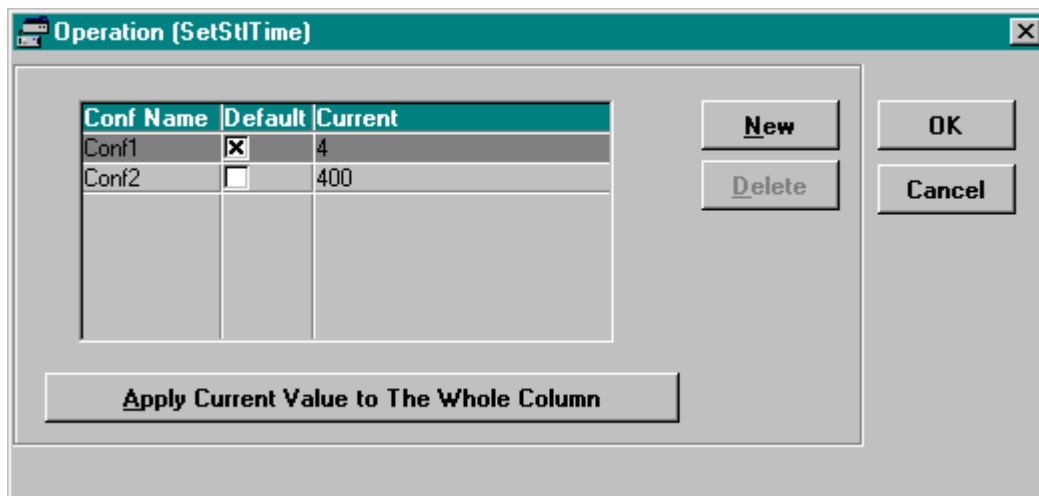 Operation (SetStlTime)
Conf Name Default Current
Conf1 4
Conf2 400
New
Delete
OK
Cancel
Apply Current Value to The Whole Column